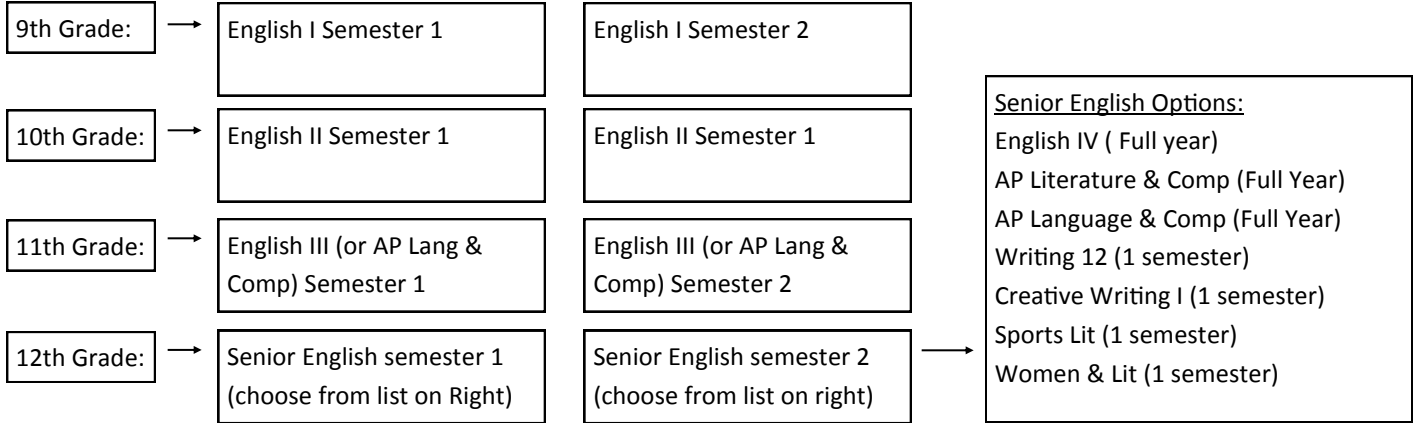 9th Grade:
English I Semester 1
English I Semester 2
10th Grade:
English II Semester 1
English II Semester 1
11th Grade:
English III (or AP Lang &
Comp) Semester 1
English III (or AP Lang &
Comp) Semester 2
12th Grade:
Senior English semester 1
(choose from list on Right)
Senior English semester 2
(choose from list on right)
Senior English Options:
English IV ( Full year)
AP Literature & Comp (Full Year)
AP Language & Comp (Full Year)
Writing 12 (1 semester)
Creative Writing I (1 semester)
Sports Lit (1 semester)
Women & Lit (1 semester)